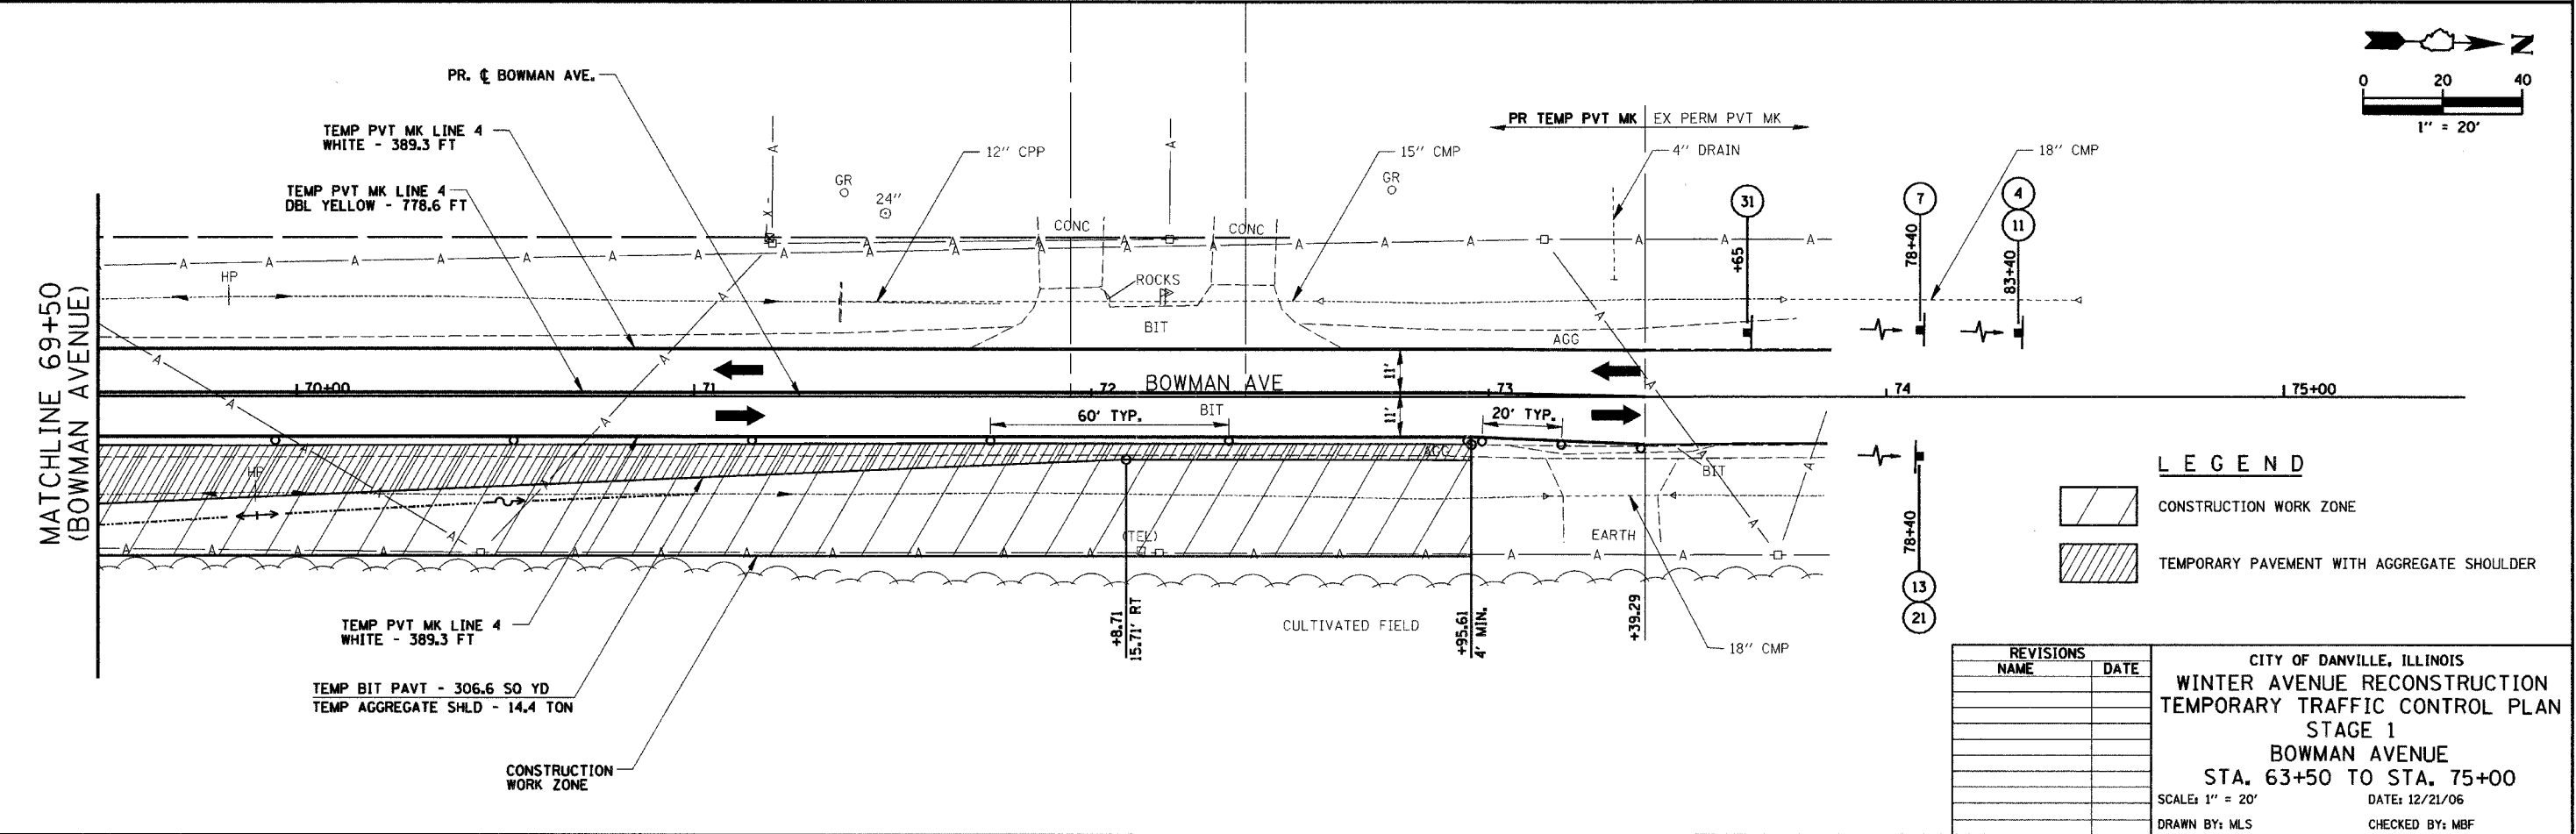 N
0 20 40
1" = 20'
PR. ℄ BOWMAN AVE.
TEMP PVT MK LINE 4
WHITE - 389.3 FT
TEMP PVT MK LINE 4
DBL YELLOW - 778.6 FT
12" CPP
15" CMP
PR TEMP PVT MK
EX PERM PVT MK
4" DRAIN
18" CMP
GR
24"
GR
31
+65
7
78+40
4
11
83+40
X
CONC
CONC
A A A A A A A A A A A A A A A A A
HP
ROCKS
BIT
AGG
MATCHLINE 69+50
(BOWMAN AVENUE)
70+00
71
72
BOWMAN AVE
73
74
75+00
11'
11'
60' TYP.
BIT
20' TYP.
AGG
HP
BIT
(TEL)
EARTH
A A A A A A A A A A A A A A A A
78+40
13
21
LEGEND
CONSTRUCTION WORK ZONE
TEMPORARY PAVEMENT WITH AGGREGATE SHOULDER
+8.71
15.71' RT
+95.61
4' MIN.
+39.29
CULTIVATED FIELD
18" CMP
TEMP PVT MK LINE 4
WHITE - 389.3 FT
TEMP BIT PAVT - 306.6 SQ YD
TEMP AGGREGATE SHLD - 14.4 TON
CONSTRUCTION
WORK ZONE
REVISIONS
NAME DATE
CITY OF DANVILLE, ILLINOIS
WINTER AVENUE RECONSTRUCTION
TEMPORARY TRAFFIC CONTROL PLAN
STAGE 1
BOWMAN AVENUE
STA. 63+50 TO STA. 75+00
SCALE: 1" = 20' DATE: 12/21/06
DRAWN BY: MLS CHECKED BY: MBF